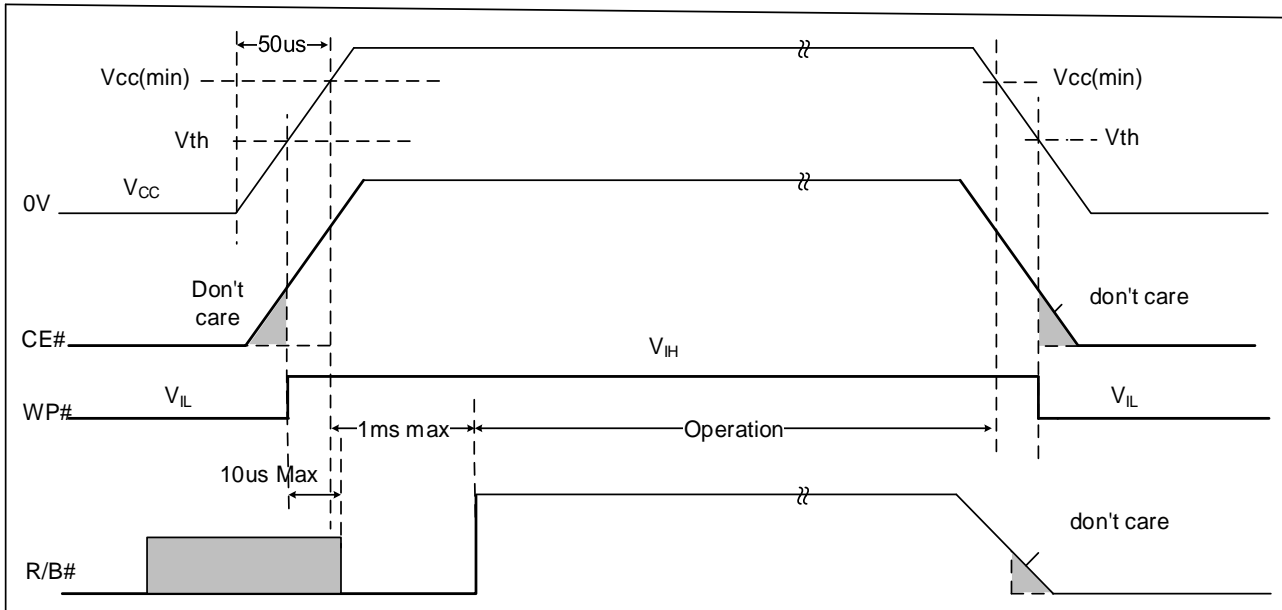 50us
Vcc(min)
Vcc(min)
Vth
Vth
VCC
0V
Don't
care
don't care
CE#
VIH
VIL
VIL
WP#
1ms max
Operation
10us Max
don't care
R/B#